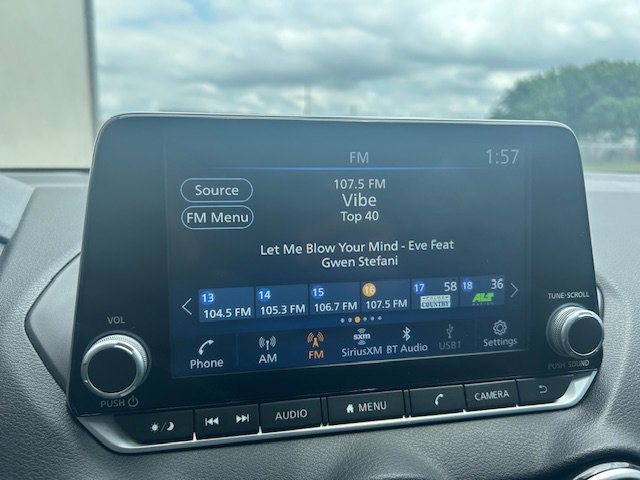 FM
1:57
Source
107.5 FM
Vibe
FM Menu
Top 40
Let Me Blow Your Mind - Eve Feat
Gwen Stefani
13 14 15 16 17 58 18 36
104.5 FM 105.3 FM 106.7 FM 107.5 FM COUNTRY ALT
Phone AM FM sxm SiriusXM BT Audio USB1 Settings
VOL
PUSH
TUNE·SCROLL
PUSH SOUND
AUDIO MENU CAMERA